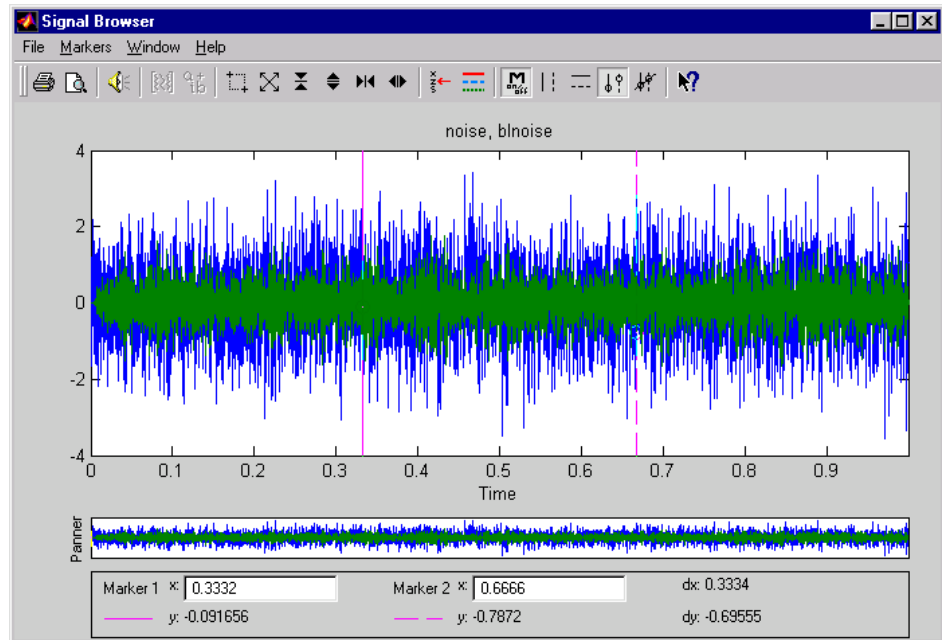 Signal Browser
File Markers Window Help
M
on/off
noise, blnoise
4
2
0
-2
-4
0 0.1 0.2 0.3 0.4 0.5 0.6 0.7 0.8 0.9
Time
Panner
Marker 1 x: 0.3332 Marker 2 x: 0.6666 dx: 0.3334
y: -0.091656 y: -0.7872 dy: -0.69555